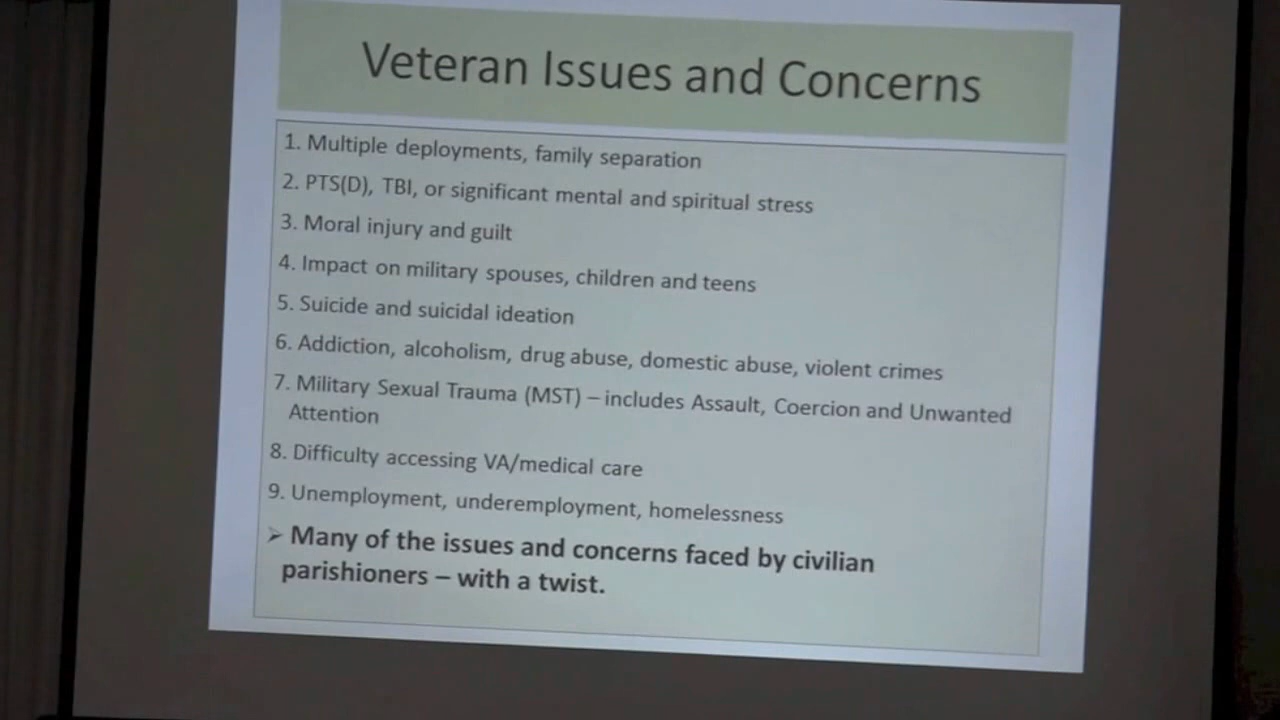 Veteran Issues and Concerns
1. Multiple deployments, family separation
2. PTS(D), TBI, or significant mental and spiritual stress
3. Moral injury and guilt
4. Impact on military spouses, children and teens
5. Suicide and suicidal ideation
6. Addiction, alcoholism, drug abuse, domestic abuse, violent crimes
7. Military Sexual Trauma (MST) – includes Assault, Coercion and Unwanted
Attention
8. Difficulty accessing VA/medical care
9. Unemployment, underemployment, homelessness
➢ Many of the issues and concerns faced by civilian
parishioners – with a twist.